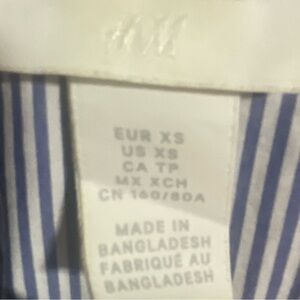 H&M
EUR XS
US XS
CA TP
MX XCH
CN 160/80A
MADE IN
BANGLADESH
FABRIQUÉ AU
BANGLADESH